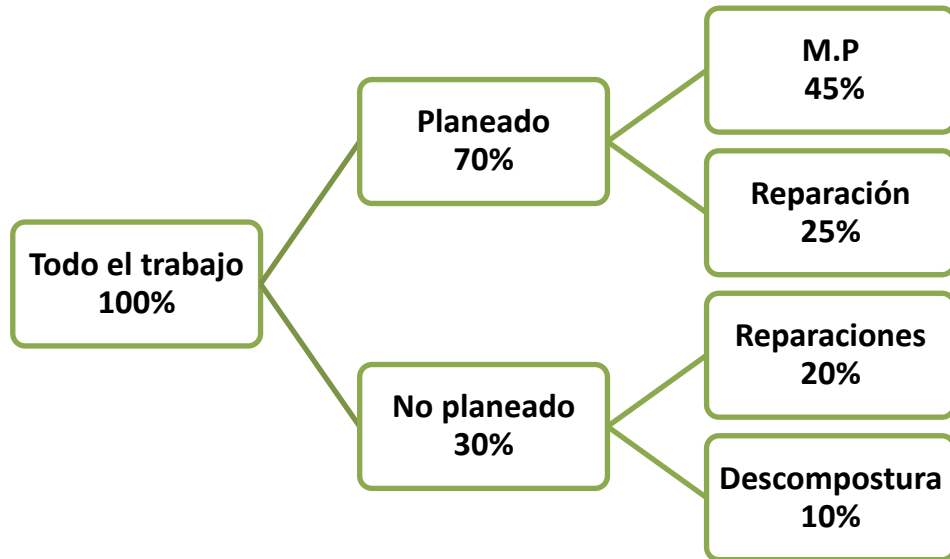 Todo el trabajo
100%
Planeado
70%
M.P
45%
Reparación
25%
No planeado
30%
Reparaciones
20%
Descompostura
10%